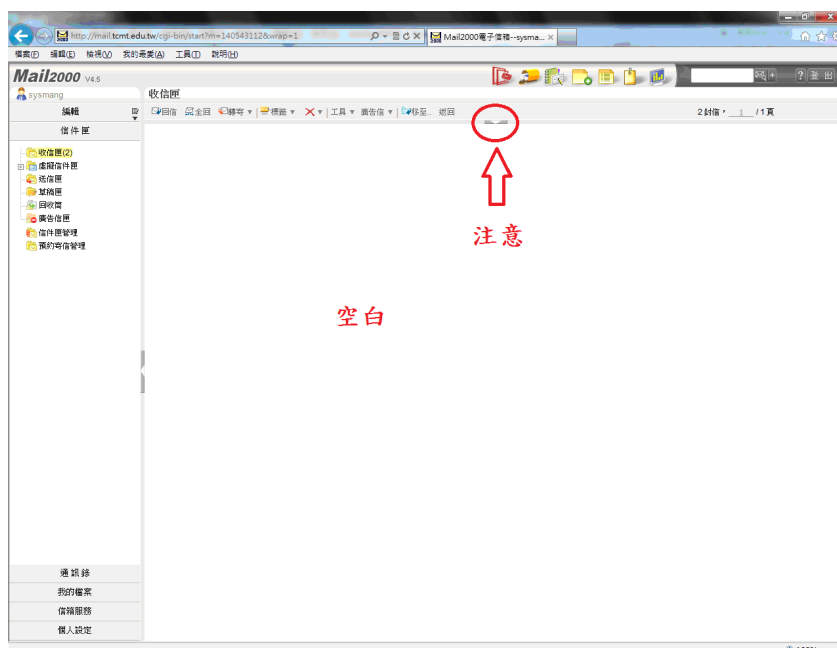 http://mail.tcmt.edu.tw/cgi-bin/start?m=140543112&wrap=1
Mail2000電子信箱--sysma...
檔案(F) 編輯(E) 檢視(V) 我的最愛(A) 工具(T) 說明(H)
Mail2000 V4.5
sysmang
收信匣
編輯
回信 全回 轉寄 標籤 工具 廣告信 移至.. 返回
2 封信, 1 / 1 頁
信 件 匣
收信匣(2)
虛擬信件匣
送信匣
草稿匣
回收筒
廣告信匣
信件匣管理
預約寄信管理
注意
空白
通 訊 錄
我的檔案
信箱服務
個人設定